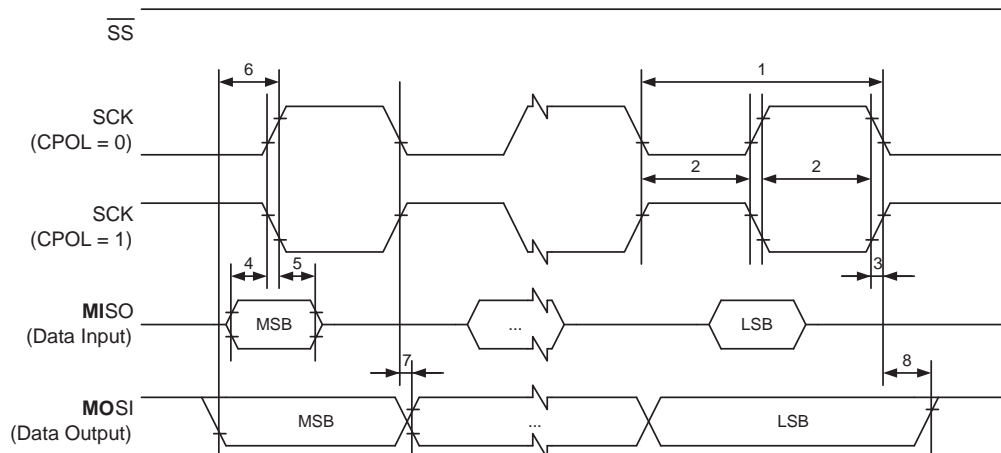 SS
6
1
SCK
(CPOL = 0)
2
2
SCK
(CPOL = 1)
4
5
3
MISO
(Data Input)
MSB
...
LSB
7
8
MOSI
(Data Output)
MSB
...
LSB